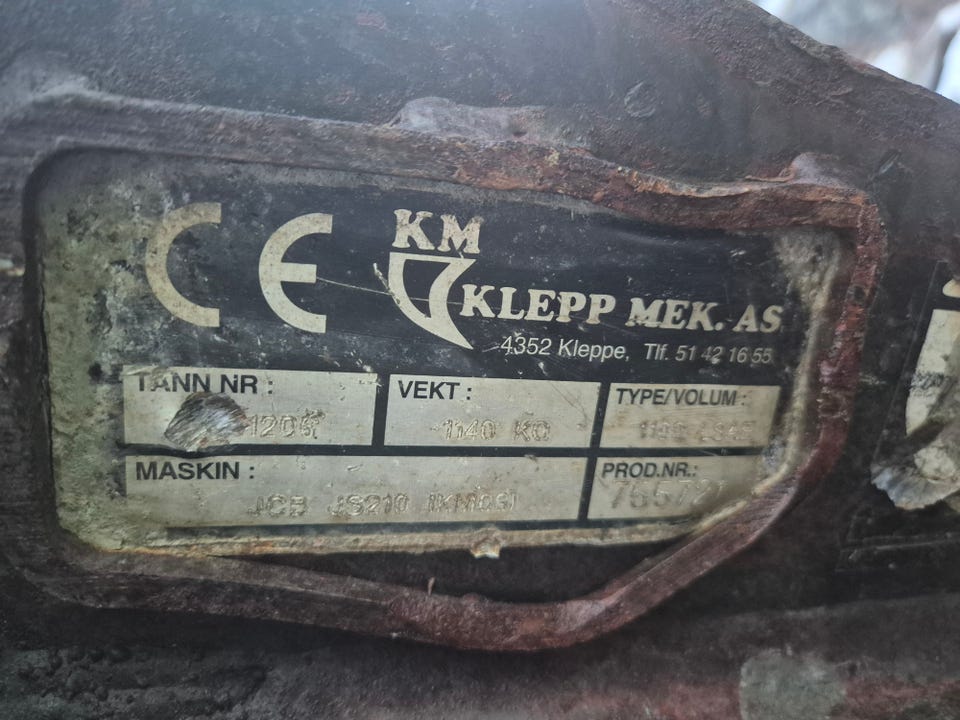 CE
KM
KLEPP MEK. AS
4352 Kleppe, Tlf. 51 42 16 55
TANN NR :
VEKT :
1140 KG
TYPE/VOLUM :
MASKIN :
JCB JS210 (KM09)
PROD.NR.: